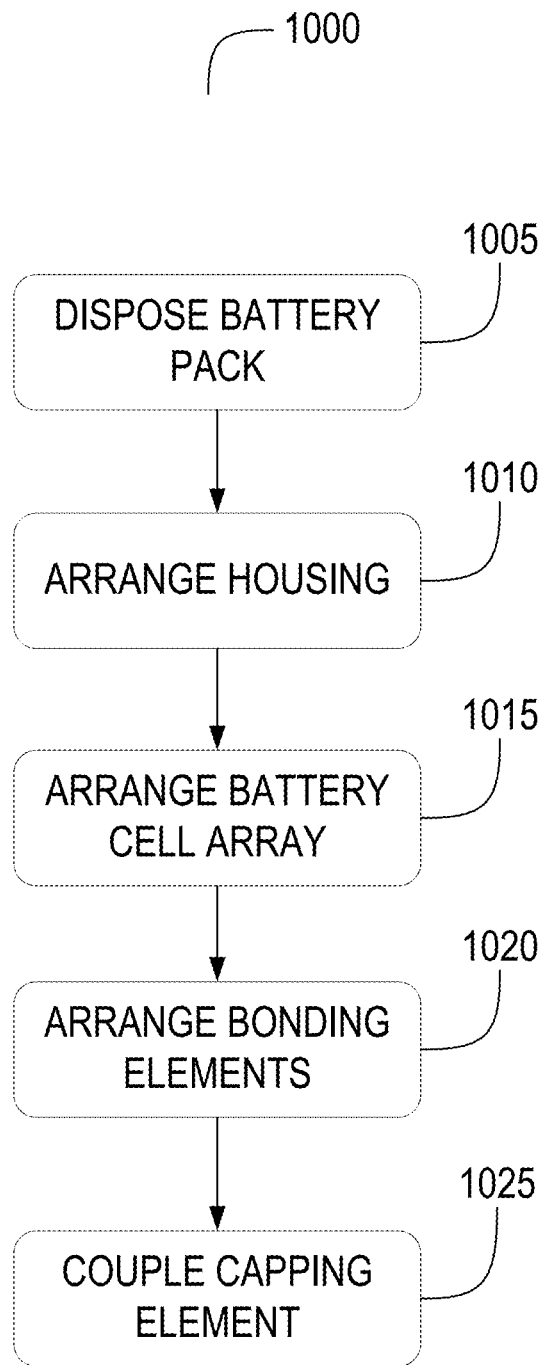 1000
1005
DISPOSE BATTERY
PACK
1010
ARRANGE HOUSING
1015
ARRANGE BATTERY
CELL ARRAY
1020
ARRANGE BONDING
ELEMENTS
1025
COUPLE CAPPING
ELEMENT